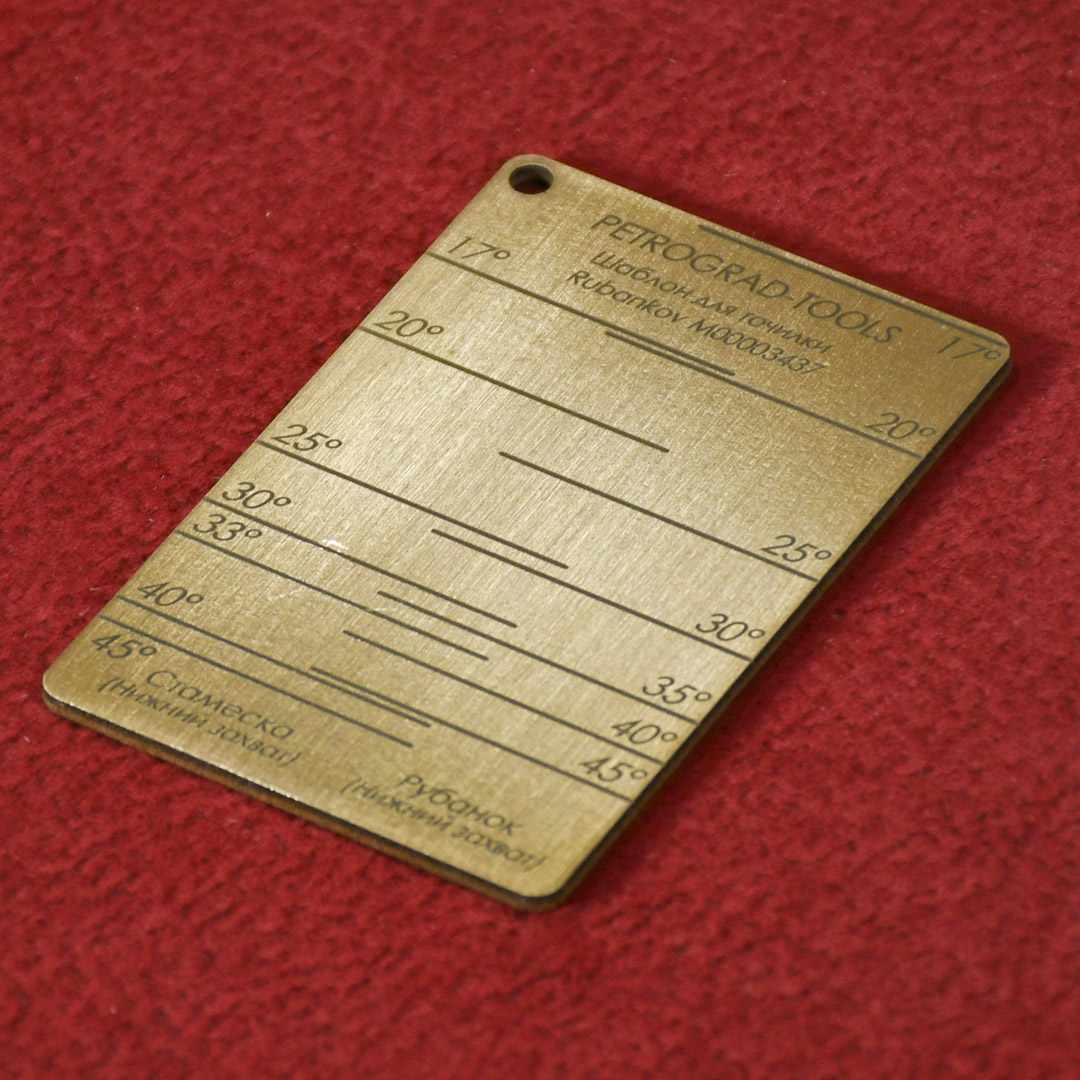 PETROGRAD-TOOLS
Шаблон для точилки
Rubankov M00003437
17°
20°
25°
30°
33°
40°
45°
Стамеска
(Нижний захват)
17°
20°
25°
30°
35°
40°
45°
Рубанок
(Нижний захват)